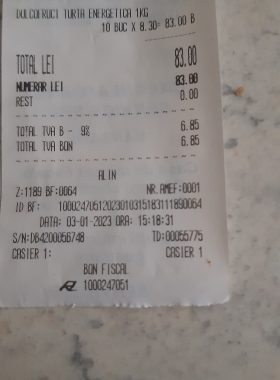 DULCOFRUCT TURTA ENERGETICA 1KG
10 BUC X 8.30= 83.00 B
TOTAL LEI 83.00
NUMERAR LEI 83.00
REST 0.00
TOTAL TVA B - 9% 6.85
TOTAL TVA BON 6.85
ALIN
Z:1189 BF:0064 NR.AMEF:0001
ID BF: 10002470512023010315183111890064
DATA: 03-01-2023 ORA: 15:18:31
S/N:DB4200056748 TD:00055775
CASIER 1: CASIER 1
BON FISCAL
1000247051